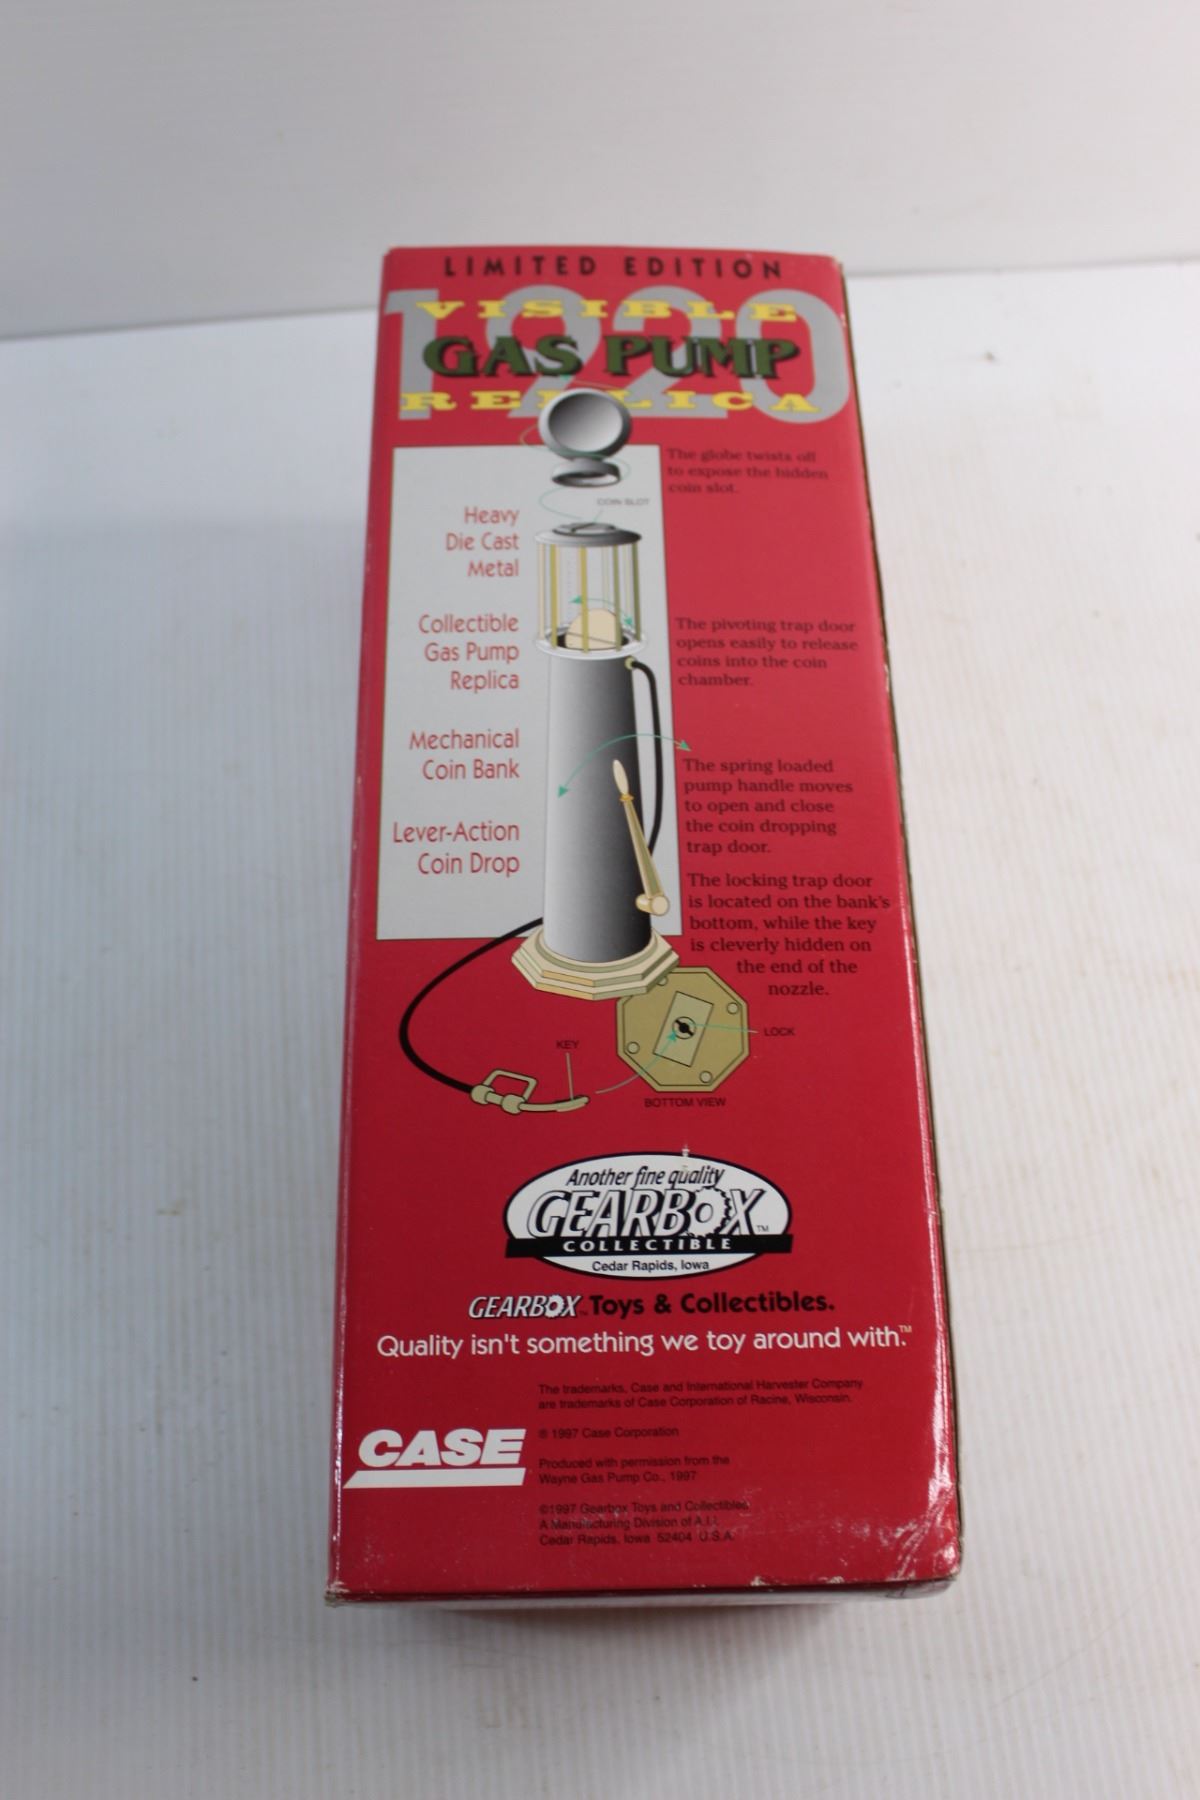 LIMITED EDITION
1920
VISIBLE
GAS PUMP
REPLICA
The globe twists off
to expose the hidden
coin slot.
COIN SLOT
Heavy
Die Cast
Metal
Collectible
Gas Pump
Replica
The pivoting trap door
opens easily to release
coins into the coin
chamber.
Mechanical
Coin Bank
The spring loaded
pump handle moves
to open and close
the coin dropping
trap door.
Lever-Action
Coin Drop
The locking trap door
is located on the bank's
bottom, while the key
is cleverly hidden on
the end of the
nozzle.
LOCK
KEY
BOTTOM VIEW
Another fine quality
GEARBOX™
COLLECTIBLE
Cedar Rapids, Iowa
GEARBOX™ Toys & Collectibles.
Quality isn't something we toy around with.™
The trademarks, Case and International Harvester Company
are trademarks of Case Corporation of Racine, Wisconsin.
CASE
® 1997 Case Corporation
Produced with permission from the
Wayne Gas Pump Co., 1997
©1997 Gearbox Toys and Collectibles
A Manufacturing Division of A.I.I.
Cedar Rapids, Iowa 52404 U.S.A.